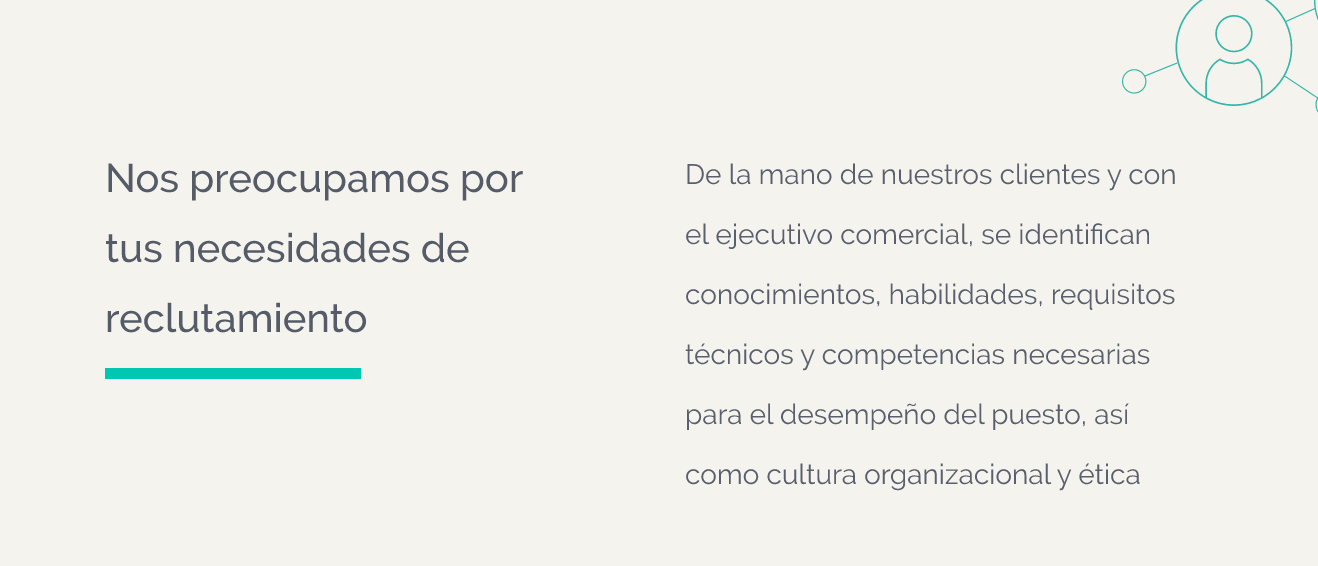 Nos preocupamos por
tus necesidades de
reclutamiento
De la mano de nuestros clientes y con
el ejecutivo comercial, se identifican
conocimientos, habilidades, requisitos
técnicos y competencias necesarias
para el desempeño del puesto, así
como cultura organizacional y ética